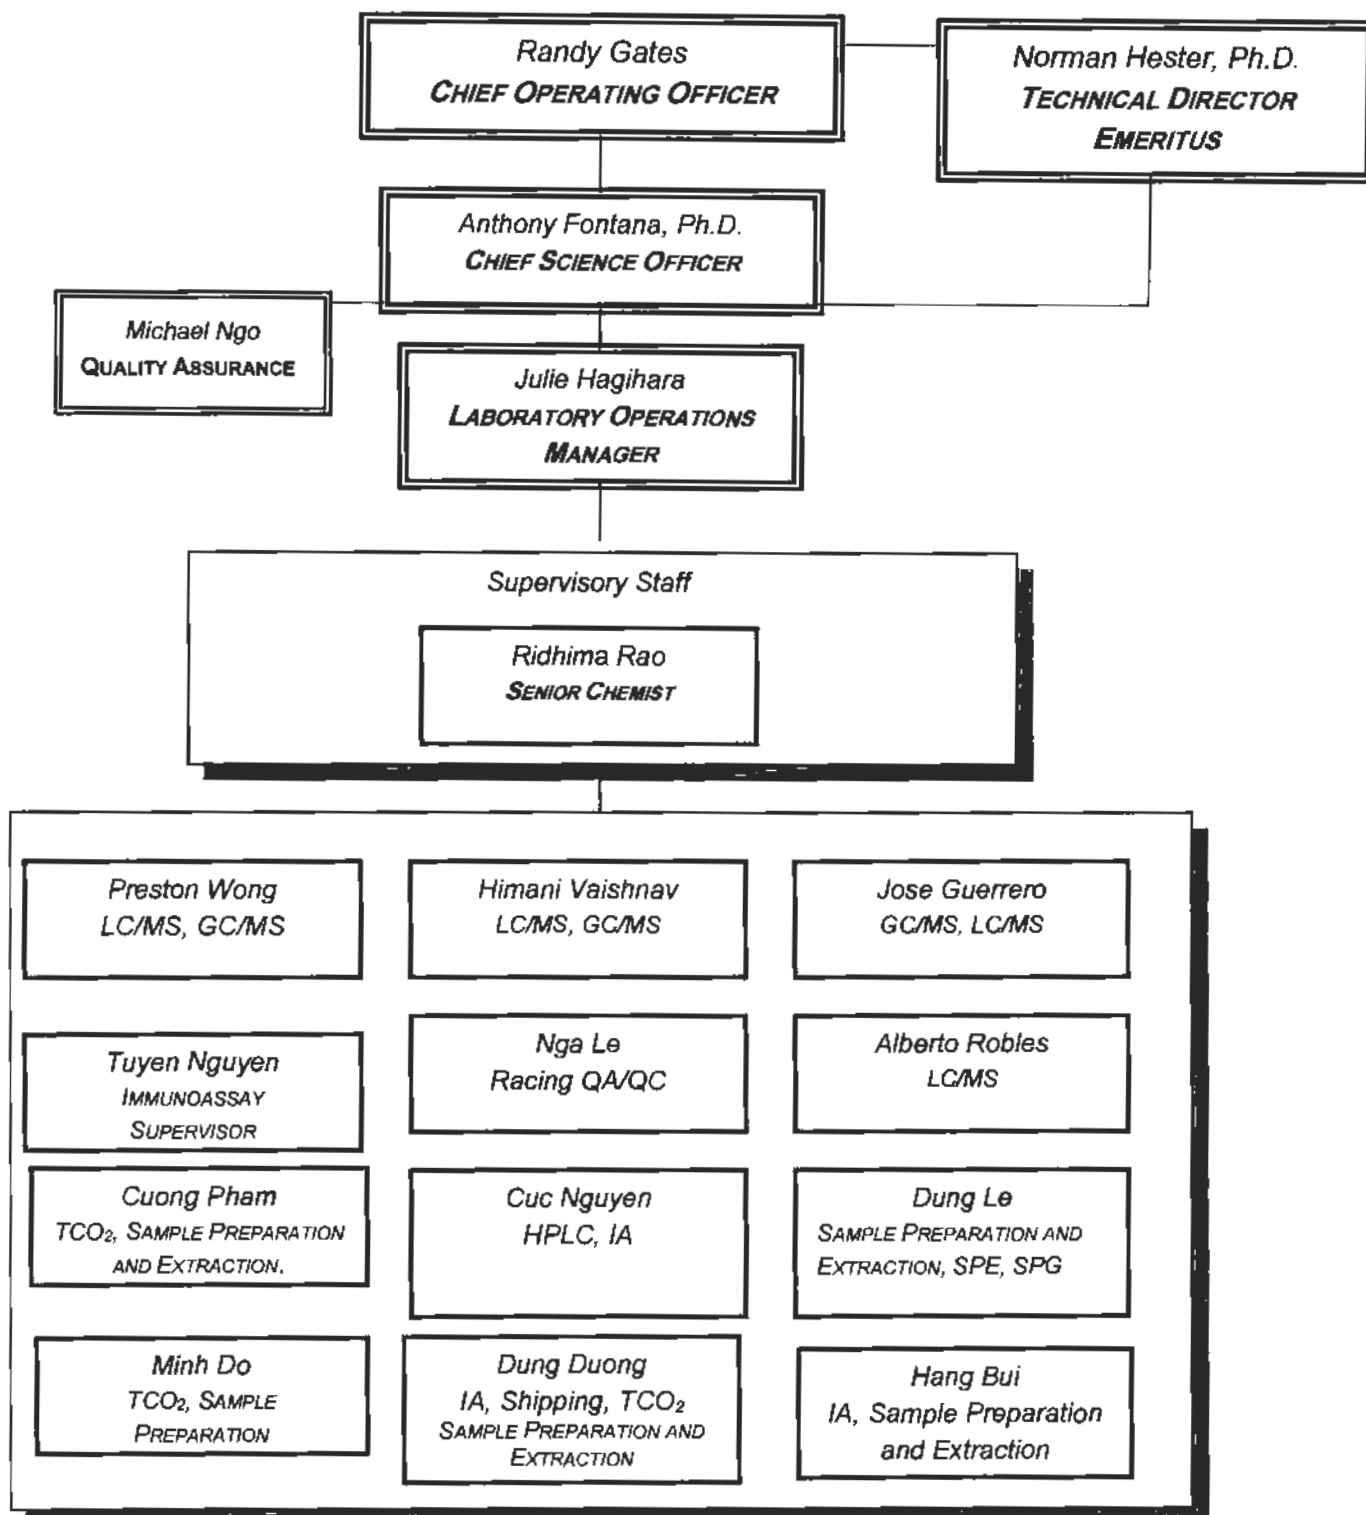 Randy Gates
CHIEF OPERATING OFFICER
Norman Hester, Ph.D.
TECHNICAL DIRECTOR
EMERITUS
Anthony Fontana, Ph.D.
CHIEF SCIENCE OFFICER
Michael Ngo
QUALITY ASSURANCE
Julie Hagihara
LABORATORY OPERATIONS
MANAGER
Supervisory Staff
Ridhima Rao
SENIOR CHEMIST
Preston Wong
LC/MS, GC/MS
Himani Vaishnav
LC/MS, GC/MS
Jose Guerrero
GC/MS, LC/MS
Tuyen Nguyen
IMMUNOASSAY
SUPERVISOR
Nga Le
Racing QA/QC
Alberto Robles
LC/MS
Cuong Pham
TCO₂, SAMPLE PREPARATION
AND EXTRACTION.
Cuc Nguyen
HPLC, IA
Dung Le
SAMPLE PREPARATION AND
EXTRACTION, SPE, SPG
Minh Do
TCO₂, SAMPLE
PREPARATION
Dung Duong
IA, Shipping, TCO₂
SAMPLE PREPARATION AND
EXTRACTION
Hang Bui
IA, Sample Preparation
and Extraction